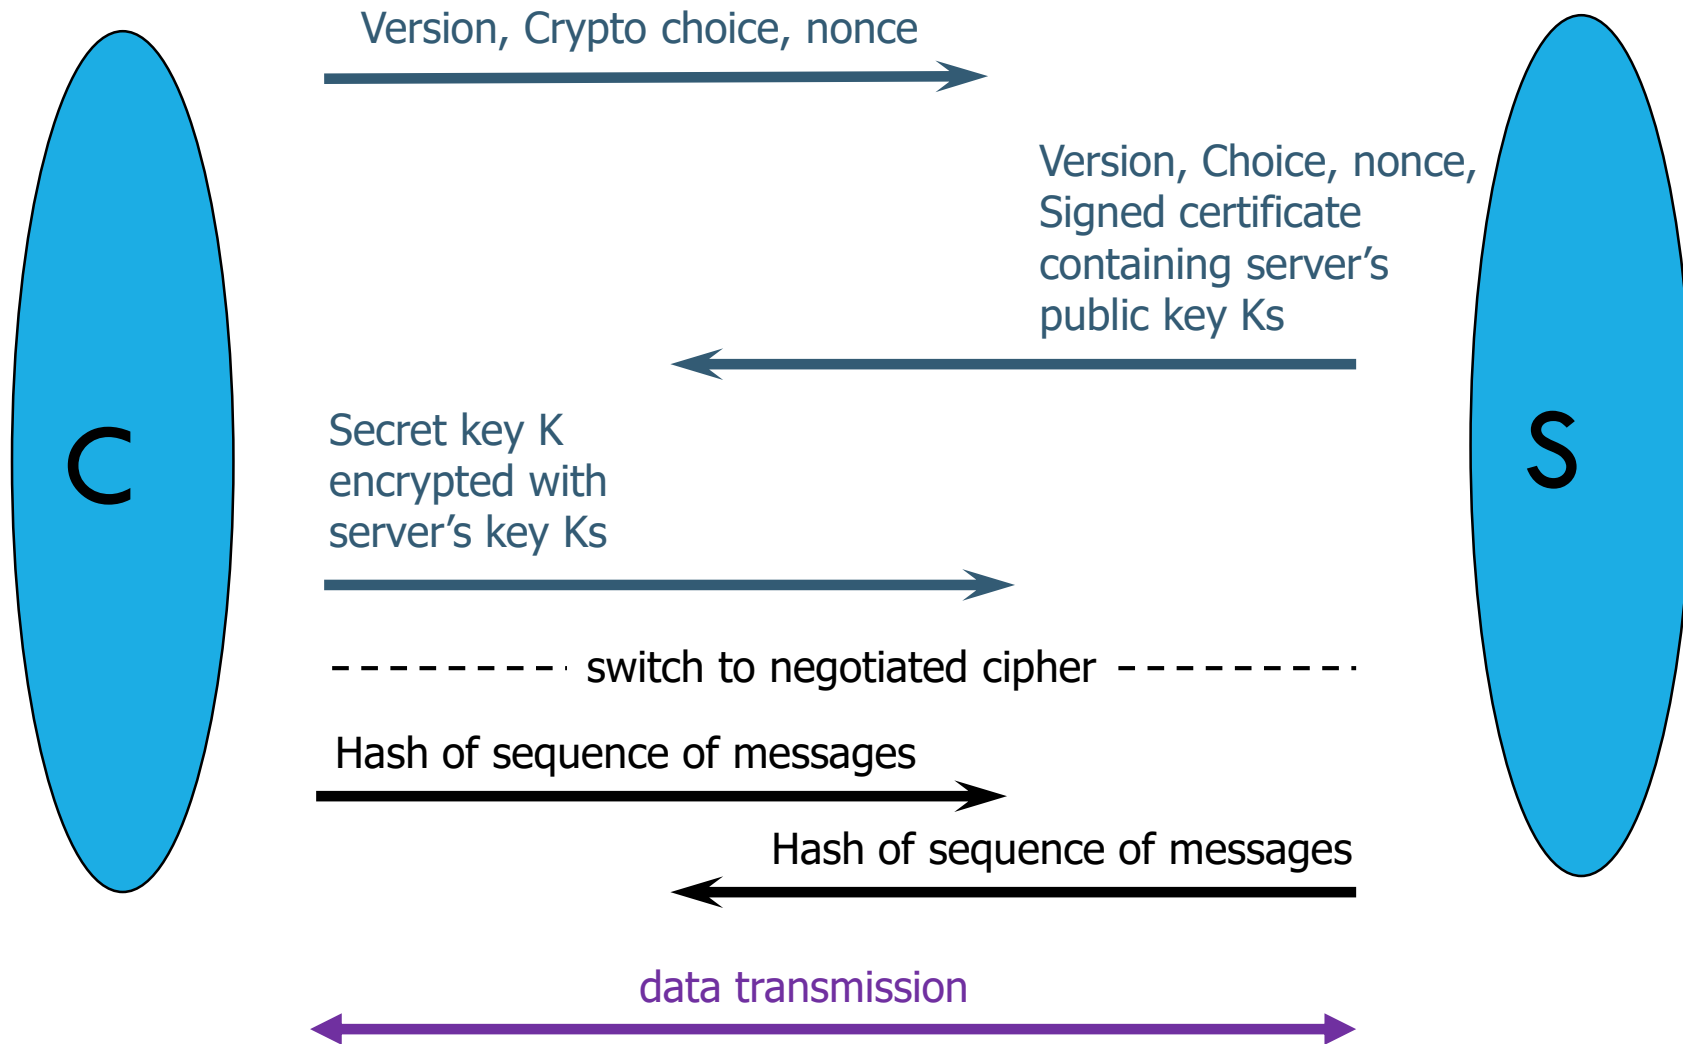 Version, Crypto choice, nonce
Version, Choice, nonce,
Signed certificate
containing server’s
public key Ks
C
S
Secret key K
encrypted with
server’s key Ks
switch to negotiated cipher
Hash of sequence of messages
Hash of sequence of messages
data transmission